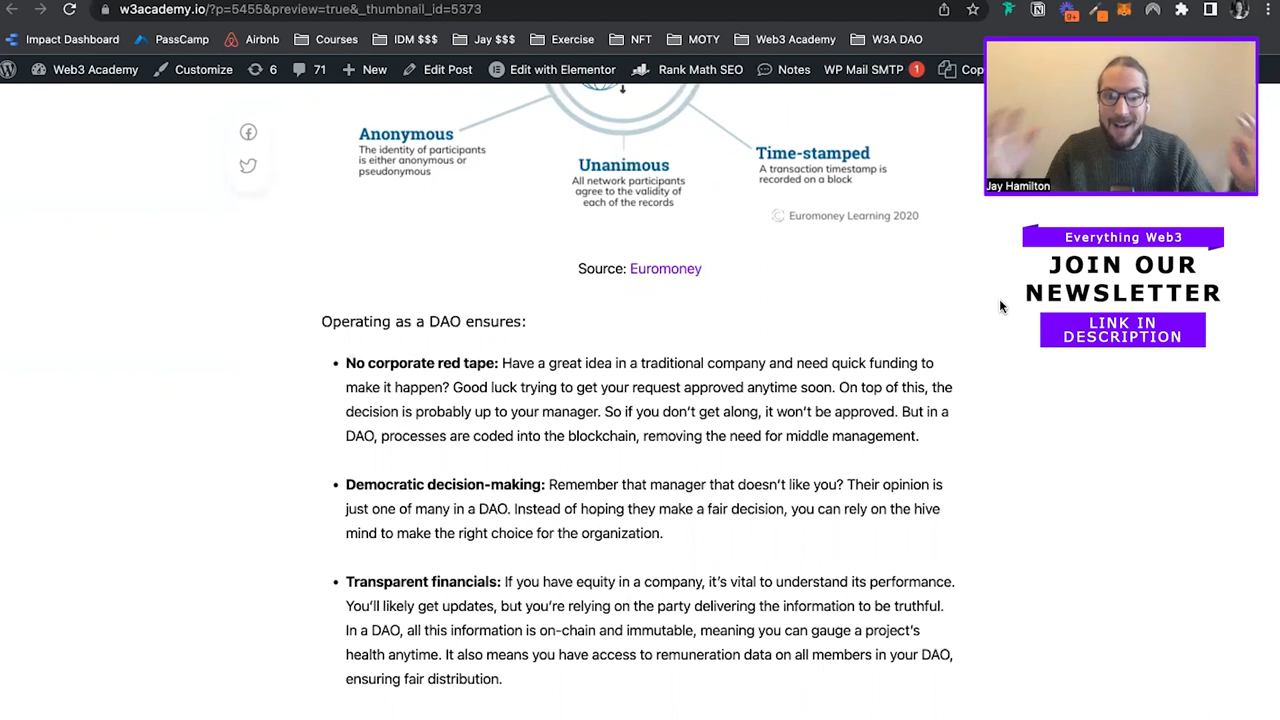 w3academy.io/?p=5455&preview=true&_thumbnail_id=5373
Impact Dashboard PassCamp Airbnb Courses IDM $$$ Jay $$$ Exercise NFT MOTY Web3 Academy W3A DAO
Web3 Academy Customize 6 71 New Edit Post Edit with Elementor Rank Math SEO Notes WP Mail SMTP 1 Cop
9+
Jay Hamilton
Anonymous
The identity of participants
is either anonymous or
pseudonymous
Unanimous
All network participants
agree to the validity of
each of the records
Time-stamped
A transaction timestamp is
recorded on a block
Euromoney Learning 2020
Everything Web3
JOIN OUR
NEWSLETTER
LINK IN
DESCRIPTION
Source: Euromoney
Operating as a DAO ensures:
• No corporate red tape: Have a great idea in a traditional company and need quick funding to
make it happen? Good luck trying to get your request approved anytime soon. On top of this, the
decision is probably up to your manager. So if you don’t get along, it won’t be approved. But in a
DAO, processes are coded into the blockchain, removing the need for middle management.
• Democratic decision-making: Remember that manager that doesn’t like you? Their opinion is
just one of many in a DAO. Instead of hoping they make a fair decision, you can rely on the hive
mind to make the right choice for the organization.
• Transparent financials: If you have equity in a company, it’s vital to understand its performance.
You’ll likely get updates, but you’re relying on the party delivering the information to be truthful.
In a DAO, all this information is on-chain and immutable, meaning you can gauge a project’s
health anytime. It also means you have access to remuneration data on all members in your DAO,
ensuring fair distribution.